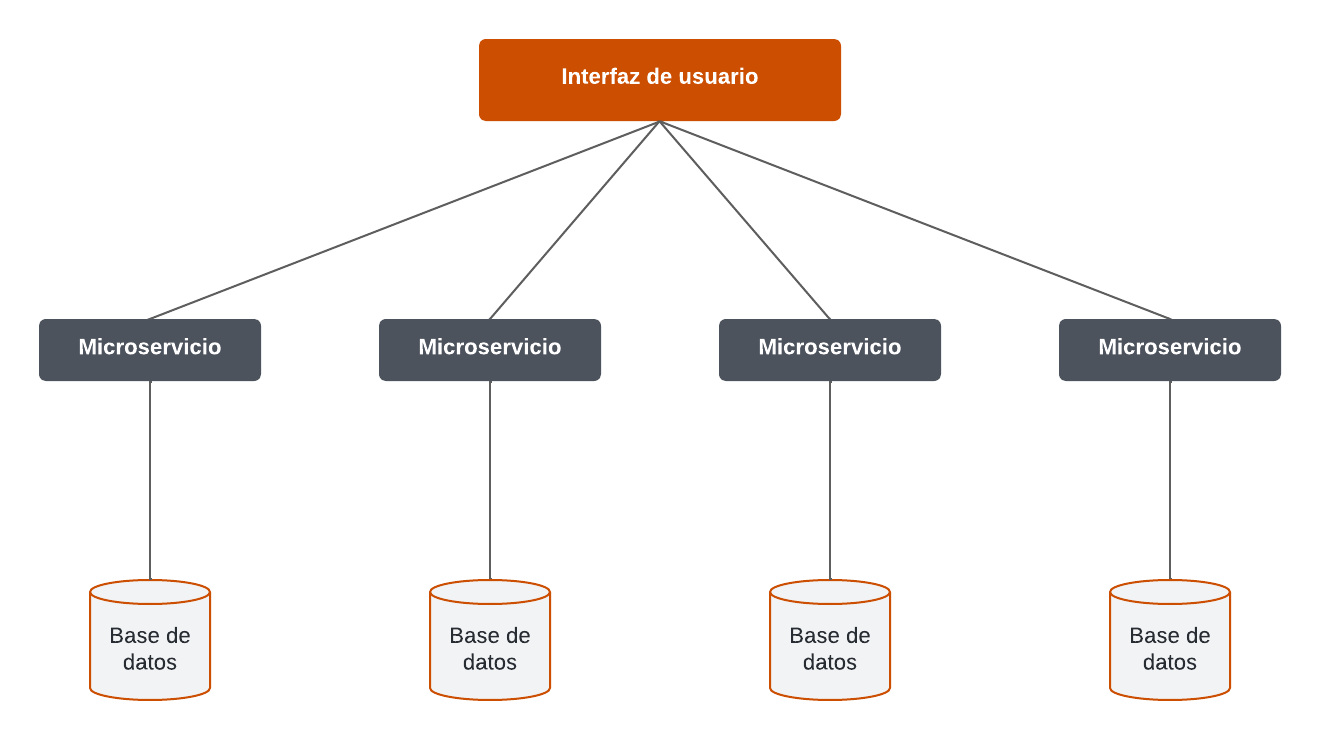 Interfaz de usuario
Microservicio
Microservicio
Microservicio
Microservicio
Base de
datos
Base de
datos
Base de
datos
Base de
datos